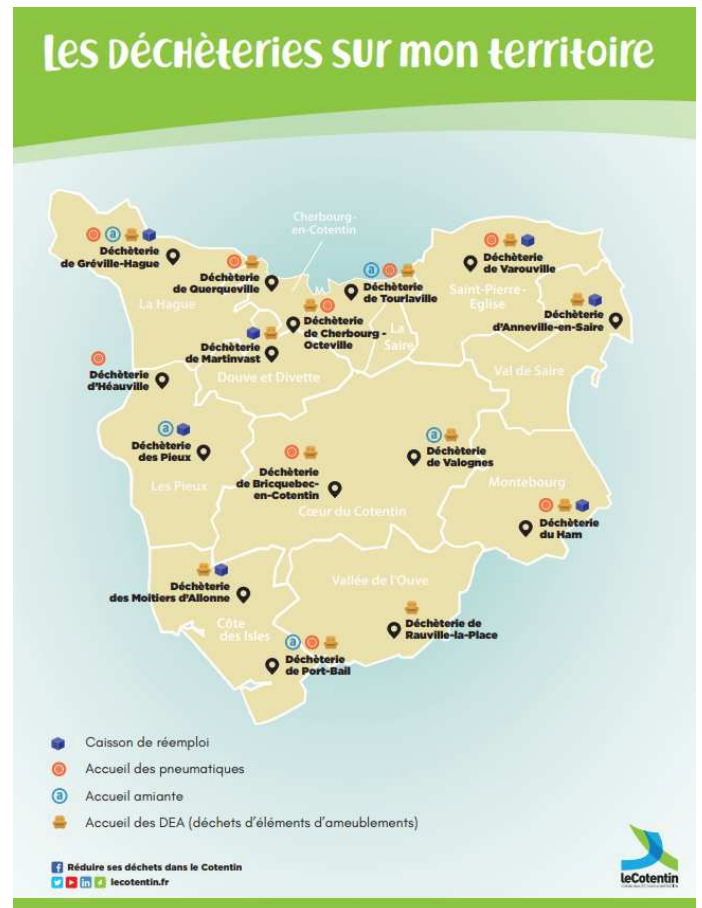 Les Déchèteries sur mon territoire
Cherbourg-
en-Cotentin
a
Déchèterie
de Gréville-Hague
La Hague
Déchèterie
de Querqueville
a
Déchèterie
de Tourlaville
Déchèterie
de Varouville
Saint-Pierre-
Eglise
Déchèterie
d'Anneville-en-Saire
Déchèterie
de Cherbourg -
Octeville
La
Saire
Déchèterie
de Martinvast
Douve et Divette
Val de Saire
Déchèterie
d'Héauville
a
Déchèterie
des Pieux
Les Pieux
Déchèterie
de Bricquebec-
en-Cotentin
Cœur du Cotentin
a
Déchèterie
de Valognes
Montebourg
Déchèterie
du Ham
Déchèterie
des Moitiers d'Allonne
Côte
des Isles
Vallée de l'Ouve
Déchèterie de
Rauville-la-Place
a
Déchèterie
de Port-Bail
Caisson de réemploi
Accueil des pneumatiques
a
Accueil amiante
Accueil des DEA (déchets d'éléments d'ameublements)
Réduire ses déchets dans le Cotentin
lecotentin.fr
leCotentin